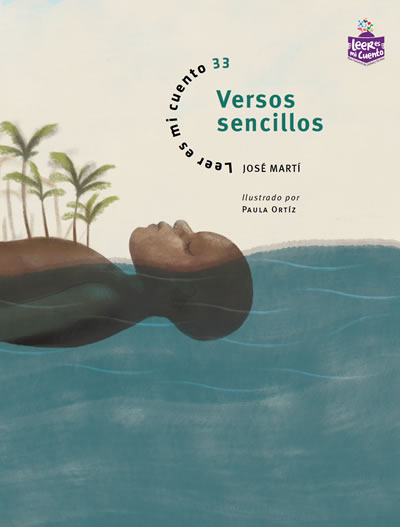 Leer es mi cuento 33
Versos
sencillos
JOSÉ MARTÍ
Ilustrado por
PAULA ORTÍZ
Leer es
mi Cuento